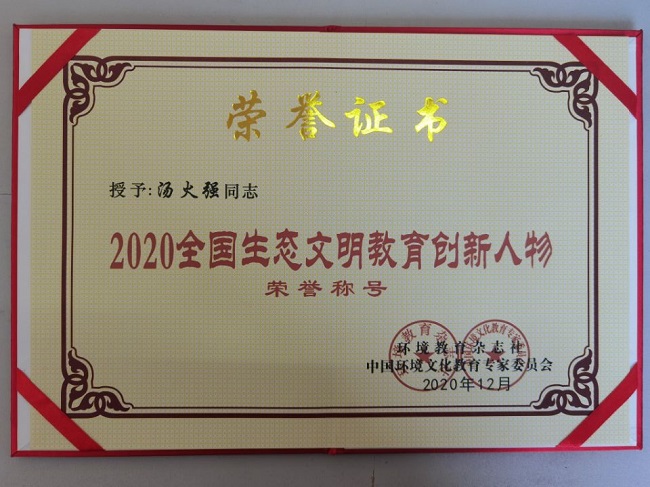 荣誉证书
授予:汤火强同志
2020全国生态文明教育创新人物
荣誉称号
环境教育杂志社
中国环境文化教育专家委员会
2020年12月